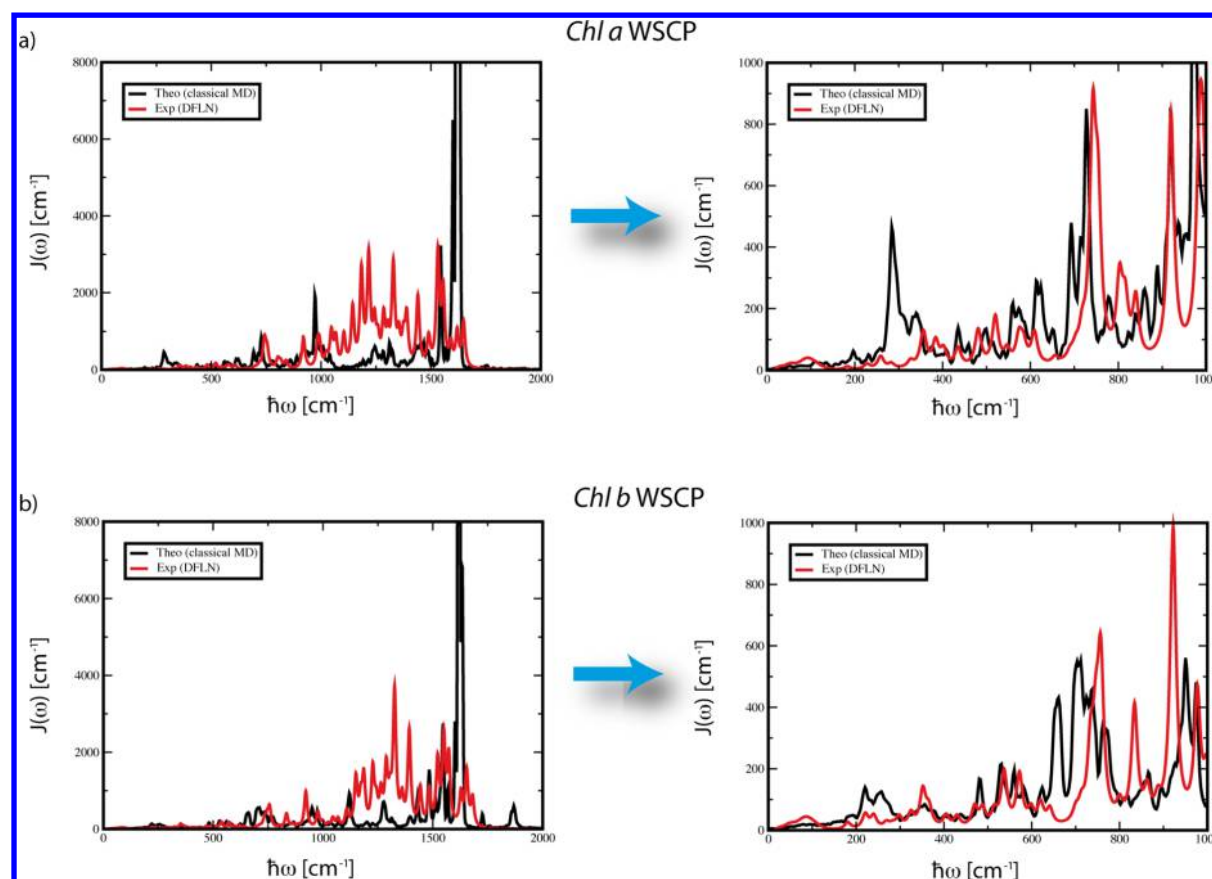 a)
Chl a WSCP
8000
6000
4000
2000
0
0
500
1000
1500
2000
Theo (classical MD)
Exp (DFLN)
J(ω) [cm⁻¹]
ħω [cm⁻¹]
1000
800
600
400
200
0
0
200
400
600
800
1000
Theo (classical MD)
Exp (DFLN)
J(ω) [cm⁻¹]
ħω [cm⁻¹]
b)
Chl b WSCP
8000
6000
4000
2000
0
0
500
1000
1500
2000
Theo (classical MD)
Exp (DFLN)
J(ω) [cm⁻¹]
ħω [cm⁻¹]
1000
800
600
400
200
0
0
200
400
600
800
1000
Theo (classical MD)
Exp (DFLN)
J(ω) [cm⁻¹]
ħω [cm⁻¹]